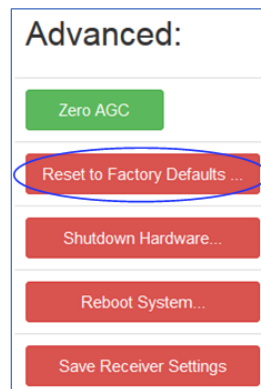 Advanced:
Zero AGC
Reset to Factory Defaults ...
Shutdown Hardware...
Reboot System...
Save Receiver Settings